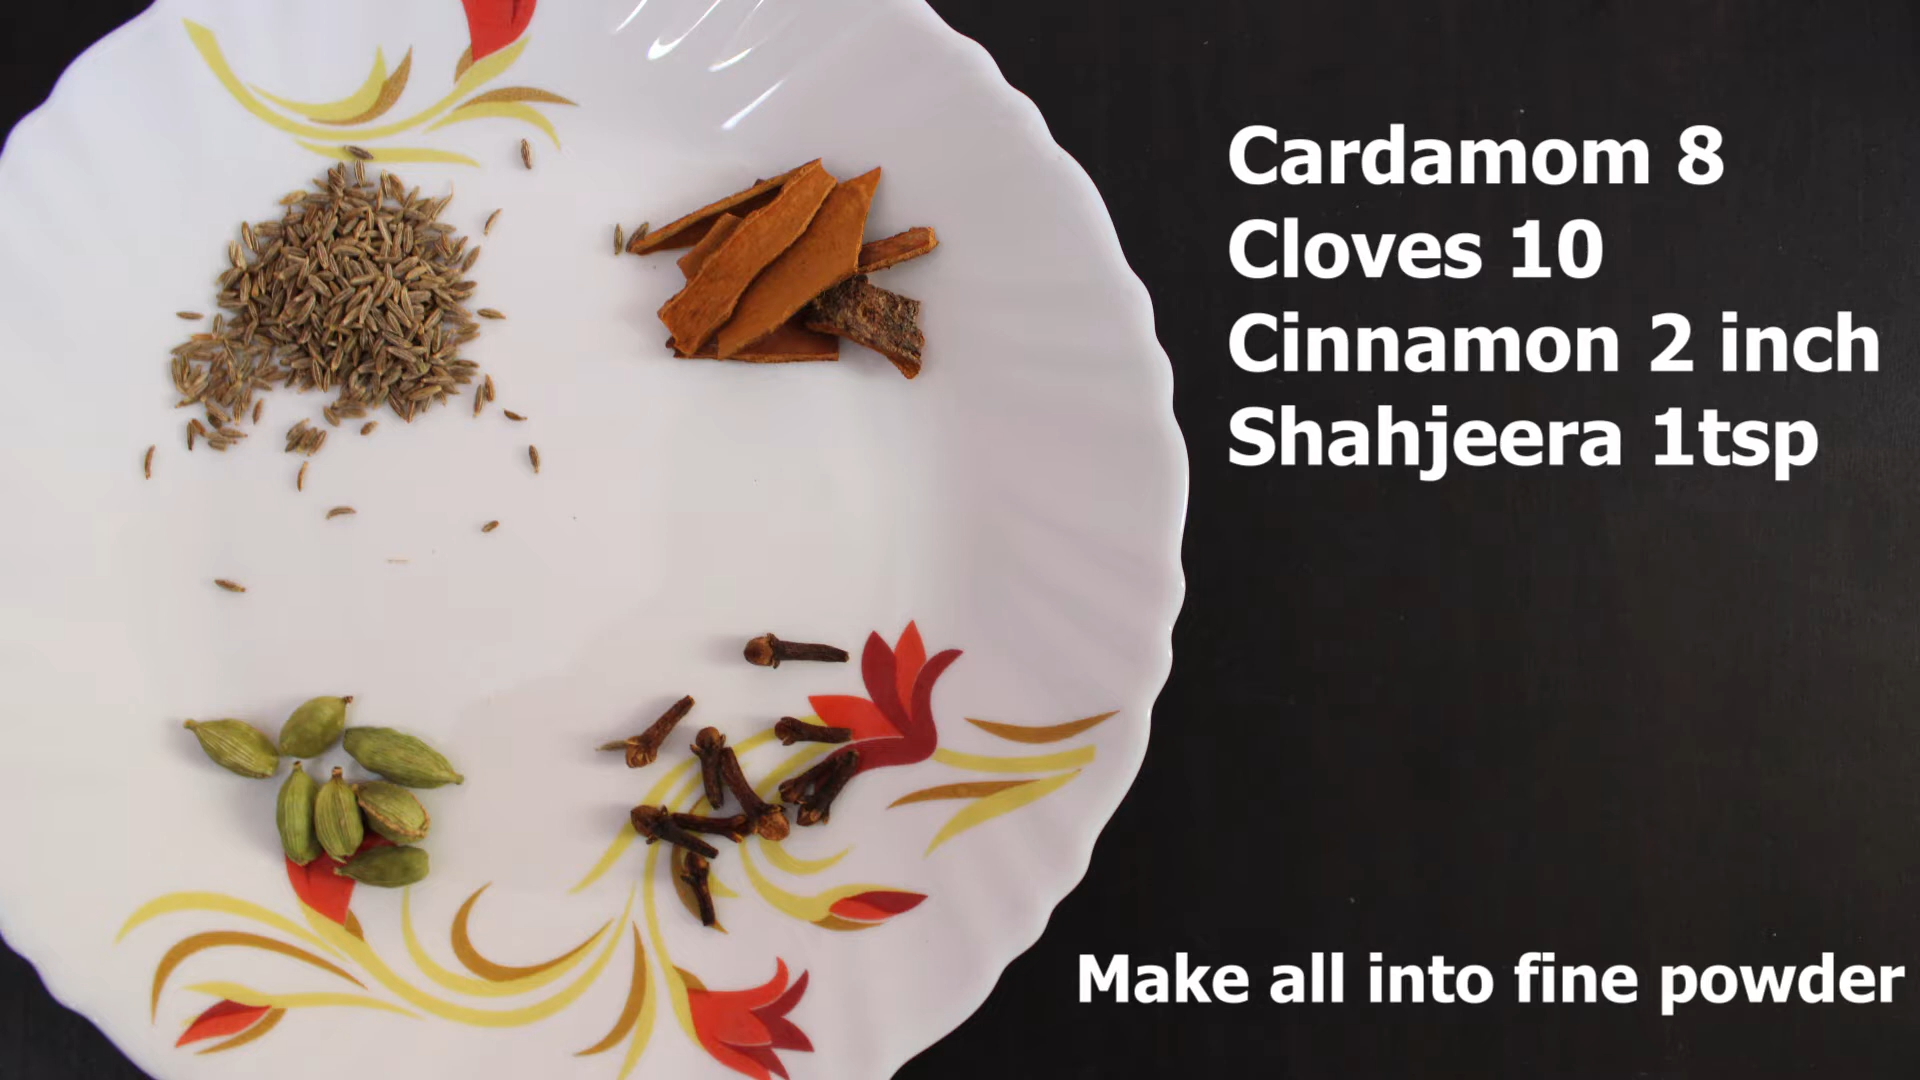 Cardamom 8
Cloves 10
Cinnamon 2 inch
Shahjeera 1tsp
Make all into fine powder